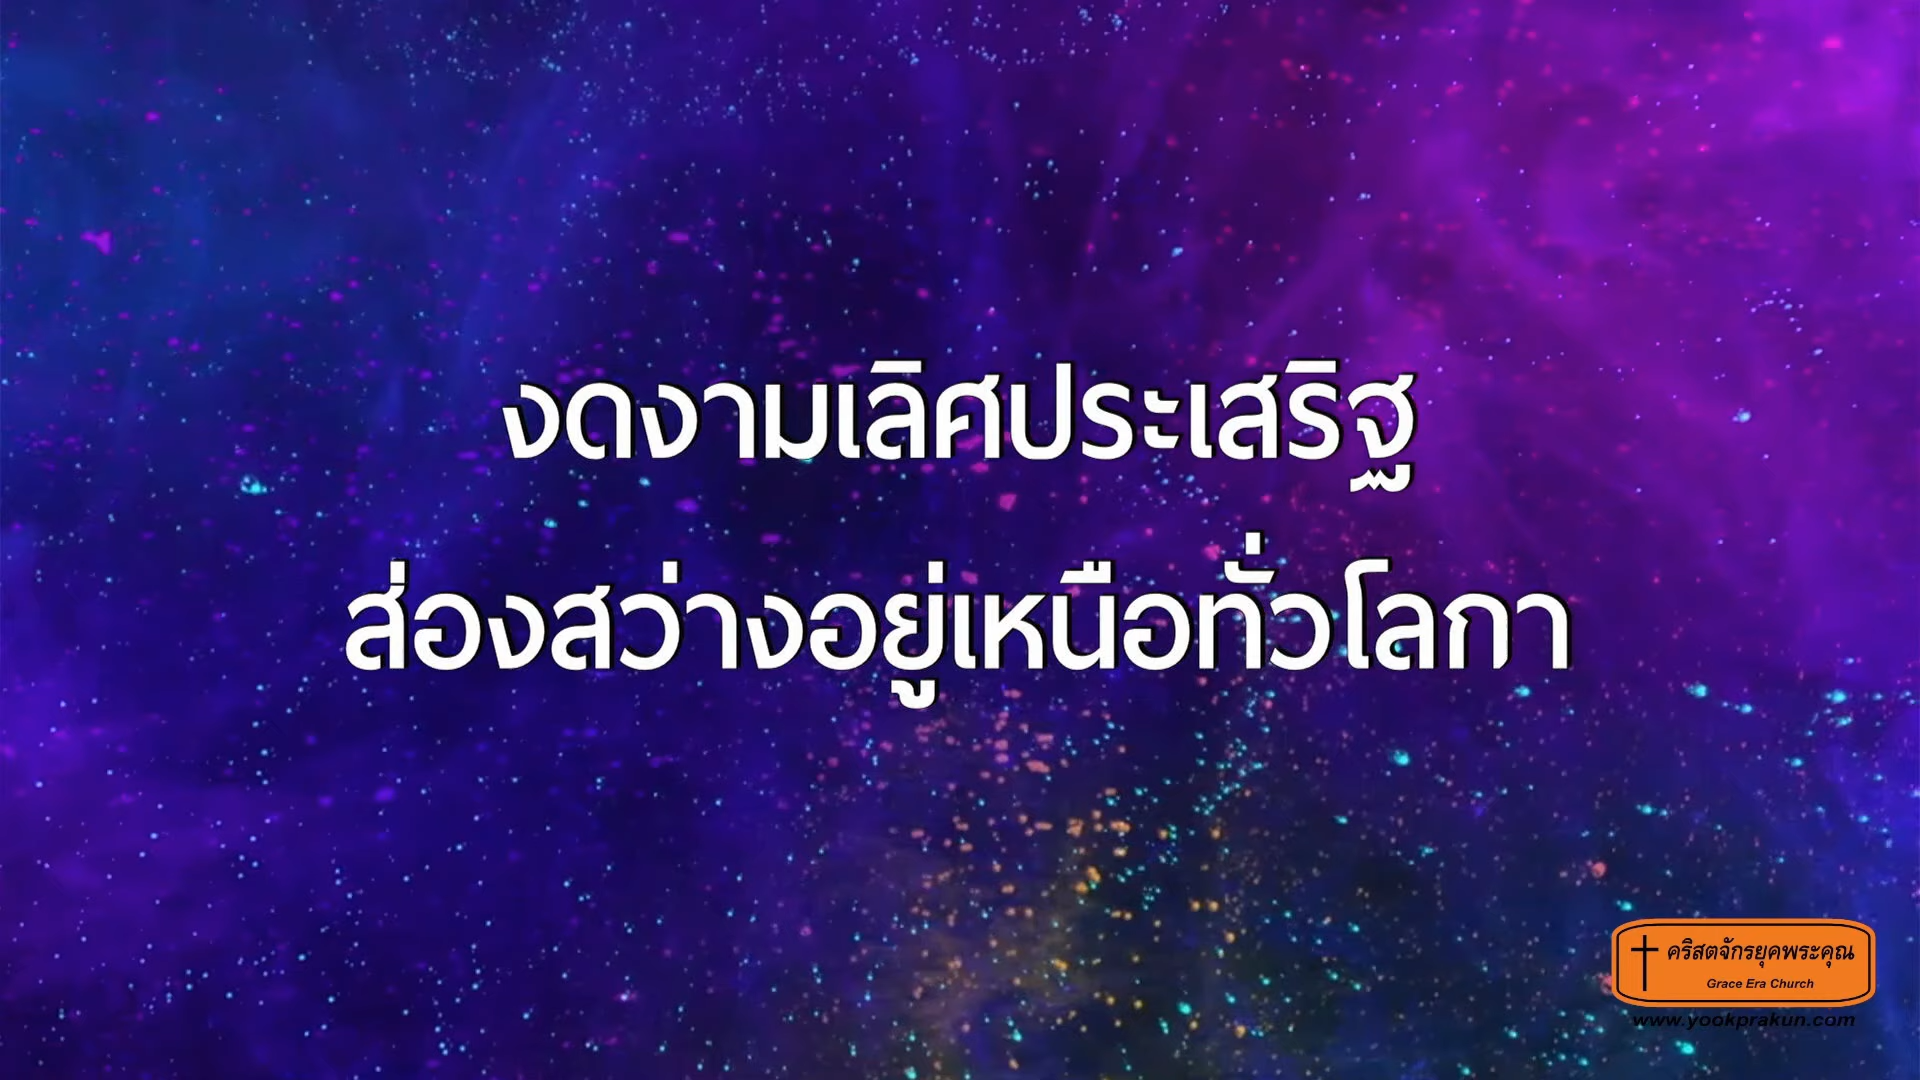 งดงามเลิศประเสริฐ
ส่องสว่างอยู่เหนือทั่วโลกา
คริสตจักรยุคพระคุณ
Grace Era Church
www.yookprakun.com